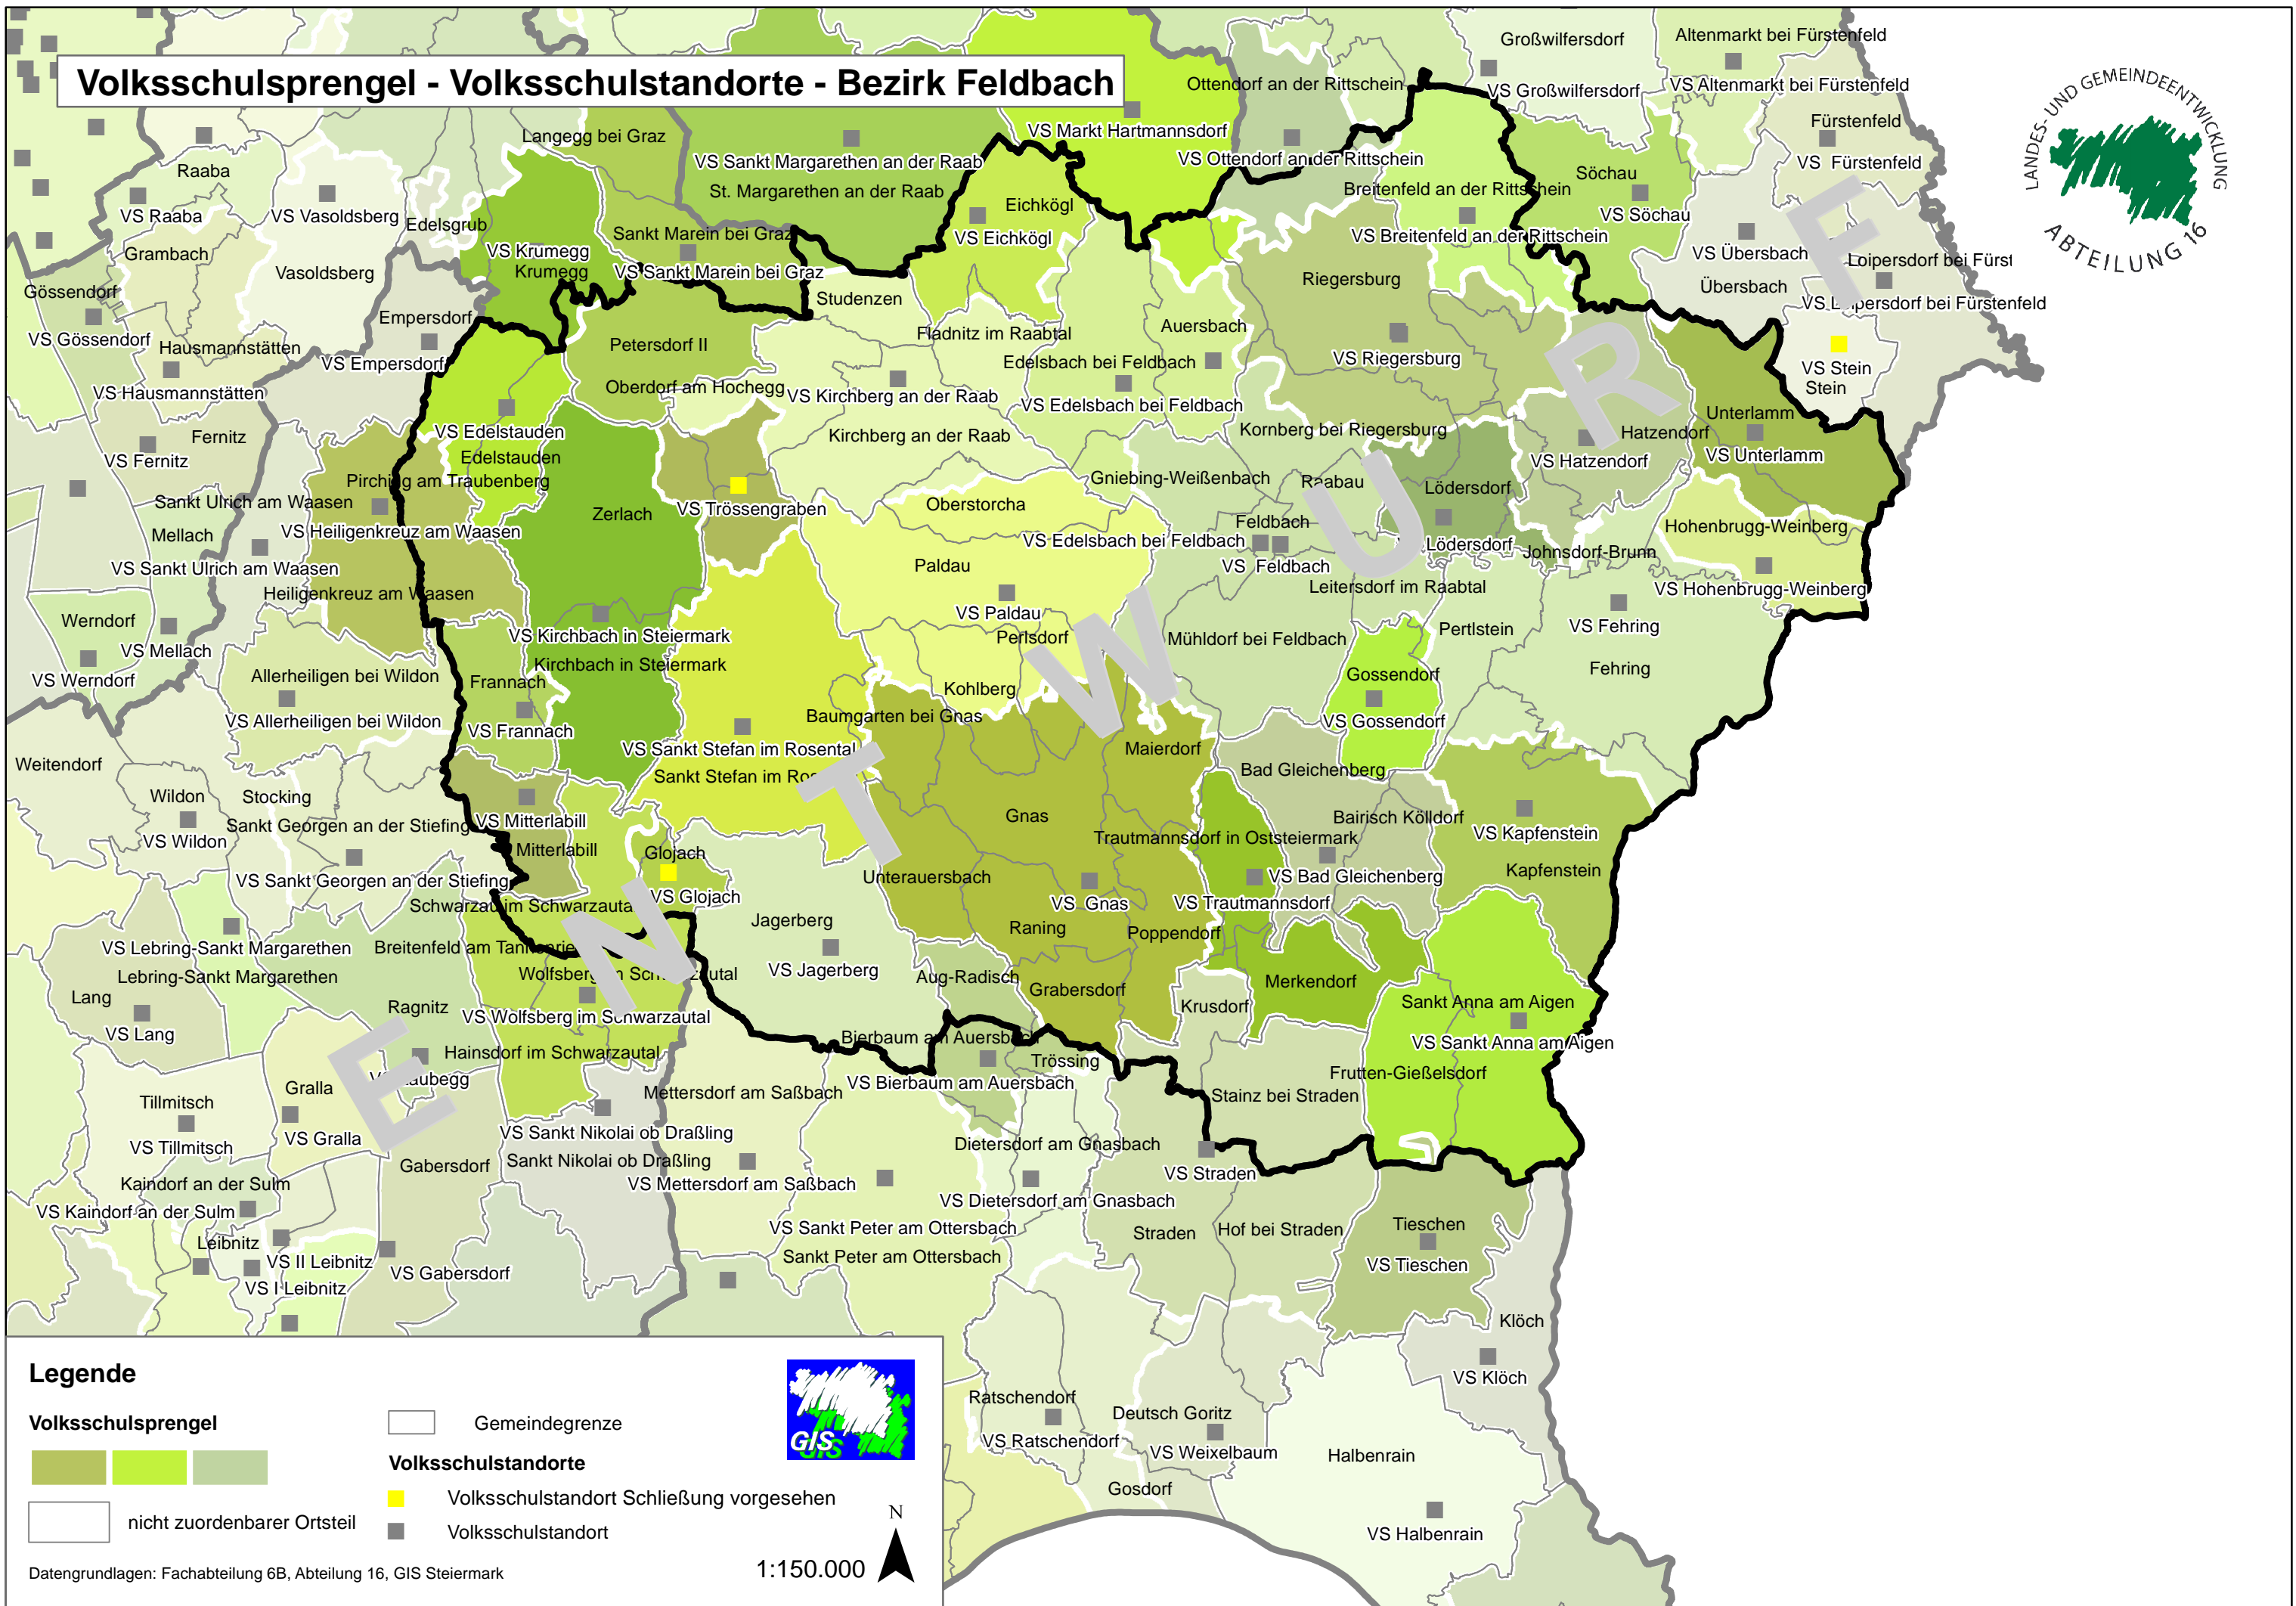 Volksschulsprengel - Volksschulstandorte - Bezirk Feldbach
LANDES- UND GEMEINDEENTWICKLUNG
ABTEILUNG 16
Großwilfersdorf
VS Großwilfersdorf
Altenmarkt bei Fürstenfeld
VS Altenmarkt bei Fürstenfeld
Fürstenfeld
VS Fürstenfeld
Ottendorf an der Rittschein
VS Ottendorf an der Rittschein
VS Markt Hartmannsdorf
Langegg bei Graz
VS Sankt Margarethen an der Raab
St. Margarethen an der Raab
Raaba
VS Raaba
VS Vasoldsberg
Vasoldsberg
Edelsgrub
Grambach
VS Krumegg
Krumegg
Sankt Marein bei Graz
VS Sankt Marein bei Graz
Eichkögl
VS Eichkögl
Breitenfeld an der Rittschein
VS Breitenfeld an der Rittschein
Söchau
VS Söchau
VS Übersbach
Übersbach
Loipersdorf bei Fürst
VS Loipersdorf bei Fürstenfeld
VS Stein
Stein
Gössendorf
VS Gössendorf
Hausmannstätten
VS Hausmannstätten
Empersdorf
VS Empersdorf
Studenzen
Petersdorf II
Oberdorf am Hochegg
Fladnitz im Raabtal
VS Kirchberg an der Raab
Kirchberg an der Raab
Auersbach
Edelsbach bei Feldbach
VS Edelsbach bei Feldbach
Riegersburg
VS Riegersburg
Kornberg bei Riegersburg
Unterlamm
VS Unterlamm
Hatzendorf
VS Hatzendorf
Fernitz
VS Fernitz
VS Edelstauden
Edelstauden
Pirching am Traubenberg
Sankt Ulrich am Waasen
VS Sankt Ulrich am Waasen
Mellach
VS Mellach
VS Heiligenkreuz am Waasen
Heiligenkreuz am Waasen
Zerlach
VS Trössengraben
Oberstorcha
Gniebing-Weißenbach
Raabau
Lödersdorf
Lödersdorf
Feldbach
VS Edelsbach bei Feldbach
VS Feldbach
Johnsdorf-Brunn
Hohenbrugg-Weinberg
VS Hohenbrugg-Weinberg
Leitersdorf im Raabtal
Paldau
VS Paldau
Perlsdorf
Kohlberg
Mühldorf bei Feldbach
Pertlstein
VS Fehring
Fehring
Gossendorf
VS Gossendorf
Werndorf
VS Werndorf
Allerheiligen bei Wildon
VS Allerheiligen bei Wildon
VS Kirchbach in Steiermark
Kirchbach in Steiermark
Frannach
VS Frannach
VS Sankt Stefan im Rosental
Sankt Stefan im Ros
Baumgarten bei Gnas
Maierdorf
Bad Gleichenberg
Bairisch Kölldorf
VS Bad Gleichenberg
VS Kapfenstein
Kapfenstein
Weitendorf
Wildon
VS Wildon
Stocking
Sankt Georgen an der Stiefing
VS Sankt Georgen an der Stiefing
VS Mitterlabill
Mitterlabill
Glojach
VS Glojach
Gnas
VS Gnas
Trautmannsdorf in Oststeiermark
VS Trautmannsdorf
Unterauersbach
Raning
Poppendorf
Schwarzau im Schwarzauta
Jagerberg
VS Jagerberg
VS Lebring-Sankt Margarethen
Lebring-Sankt Margarethen
Lang
VS Lang
Ragnitz
VS Wolfsberg im Schwarzautal
Hainsdorf im Schwarzautal
Aug-Radisch
Grabersdorf
Krusdorf
Merkendorf
Sankt Anna am Aigen
VS Sankt Anna am Aigen
Bierbaum am Auersbach
VS Bierbaum am Auersbach
Trössing
Frutten-Gießelsdorf
Stainz bei Straden
Tillmitsch
VS Tillmitsch
Gralla
VS Gralla
Gabersdorf
VS Gabersdorf
VS Sankt Nikolai ob Draßling
Sankt Nikolai ob Draßling
Mettersdorf am Saßbach
VS Mettersdorf am Saßbach
Dietersdorf am Gnasbach
VS Dietersdorf am Gnasbach
VS Straden
Straden
Hof bei Straden
Tieschen
VS Tieschen
Kaindorf an der Sulm
VS Kaindorf an der Sulm
Leibnitz
VS II Leibnitz
VS I Leibnitz
VS Sankt Peter am Ottersbach
Sankt Peter am Ottersbach
Klöch
VS Klöch
Ratschendorf
VS Ratschendorf
Deutsch Goritz
VS Weixelbaum
Gosdorf
Halbenrain
VS Halbenrain
ENTWURF
Legende
Volksschulsprengel
nicht zuordenbarer Ortsteil
Gemeindegrenze
Volksschulstandorte
Volksschulstandort Schließung vorgesehen
Volksschulstandort
GIS
N
1:150.000
Datengrundlagen: Fachabteilung 6B, Abteilung 16, GIS Steiermark